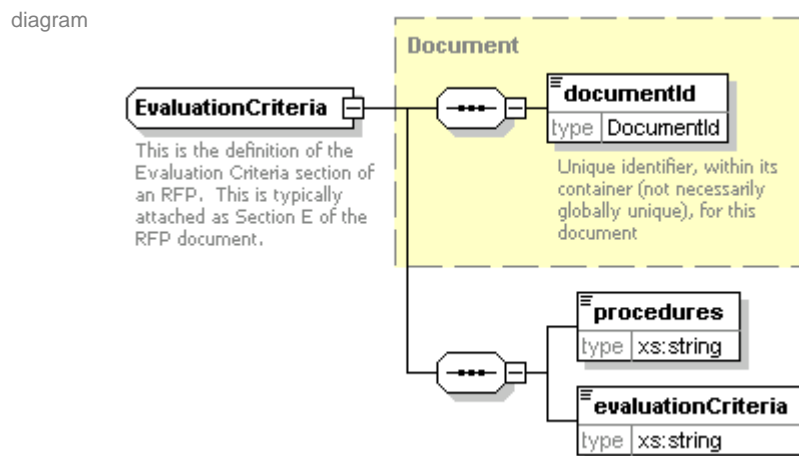 diagram
Document
EvaluationCriteria
This is the definition of the
Evaluation Criteria section of
an RFP.  This is typically
attached as Section E of the
RFP document.
documentId
type DocumentId
Unique identifier, within its
container (not necessarily
globally unique), for this
document
procedures
type xs:string
evaluationCriteria
type xs:string